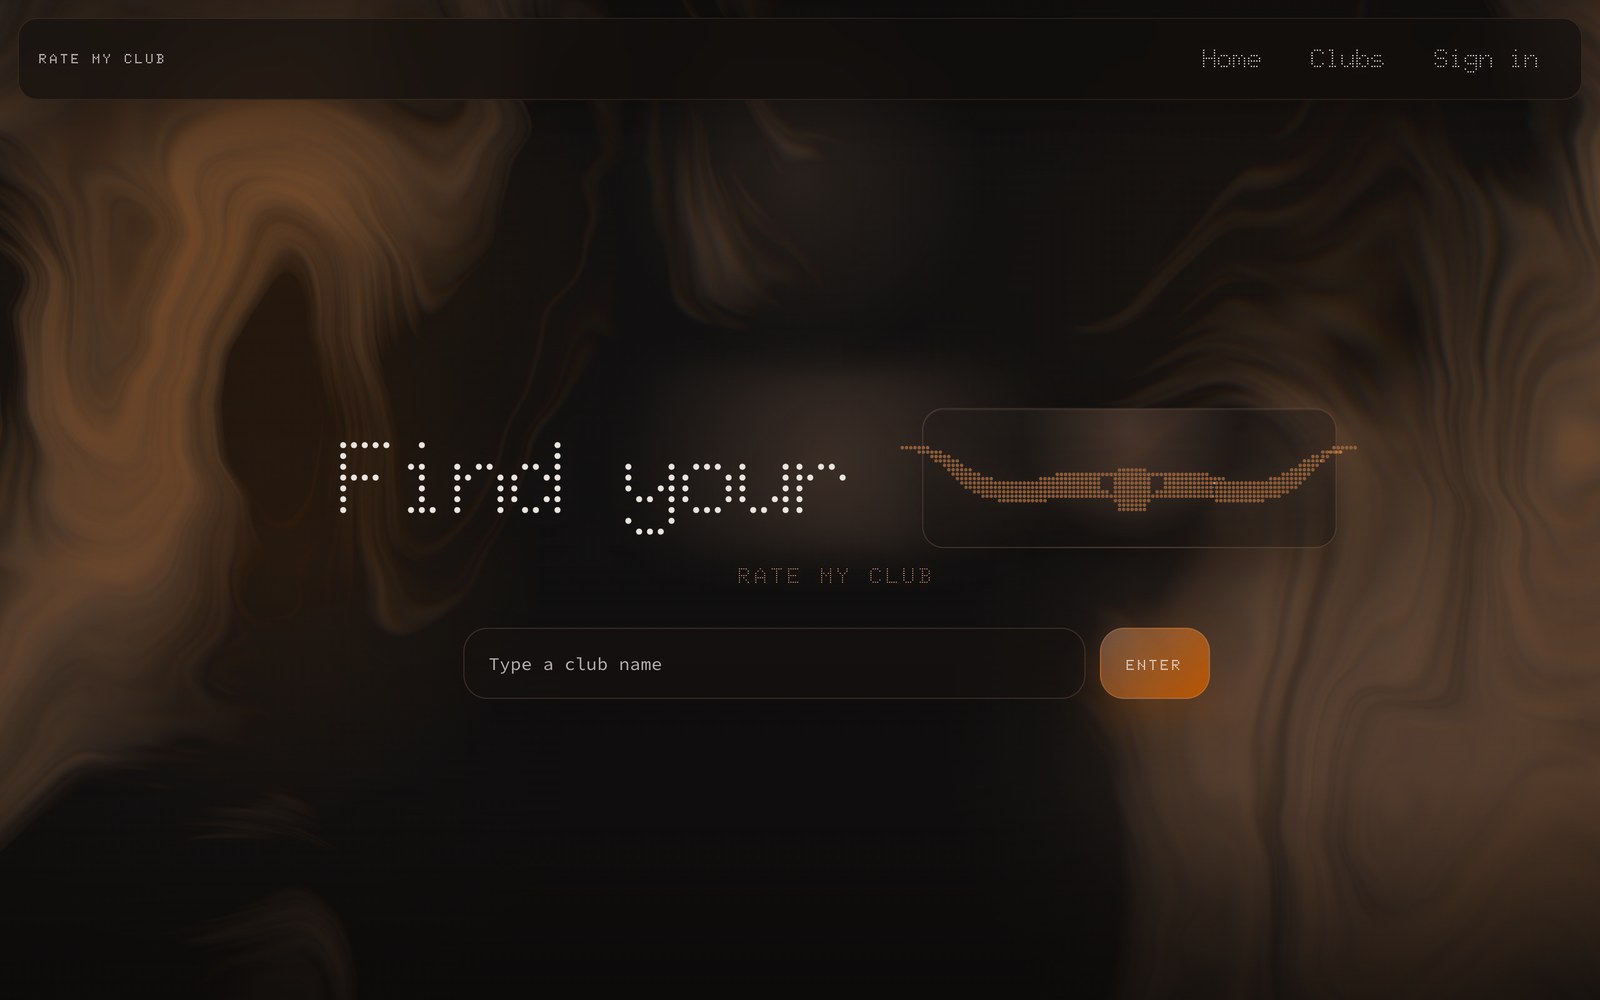 RATE MY CLUB
Home Clubs Sign in
Find your
RATE MY CLUB
Type a club name
ENTER